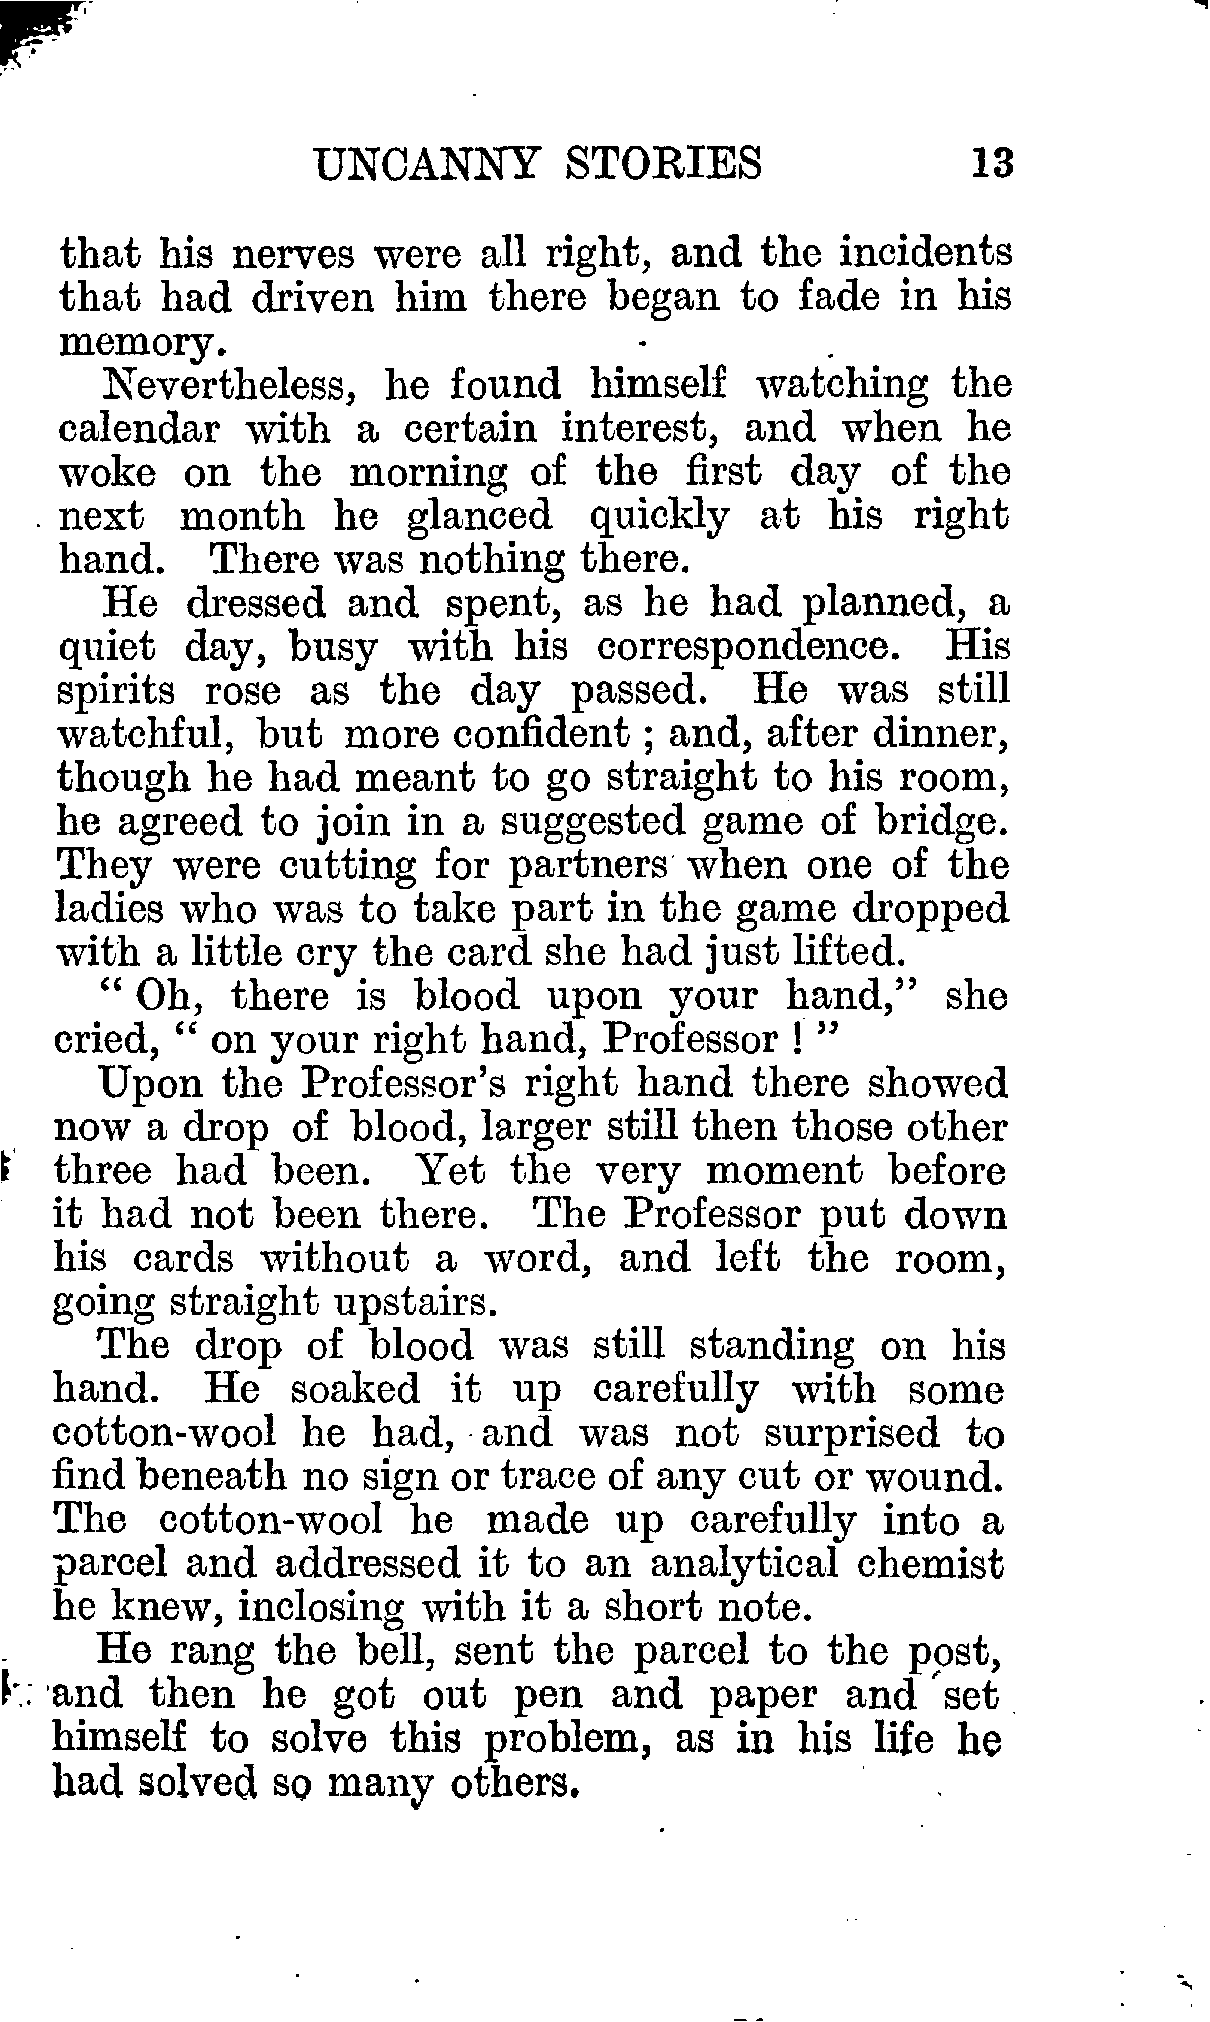 UNCANNY STORIES 13
that his nerves were all right, and the incidents
that had driven him there began to fade in his
memory.
Nevertheless, he found himself watching the
calendar with a certain interest, and when he
woke on the morning of the first day of the
next month he glanced quickly at his right
hand. There was nothing there.
He dressed and spent, as he had planned, a
quiet day, busy with his correspondence. His
spirits rose as the day passed. He was still
watchful, but more confident ; and, after dinner,
though he had meant to go straight to his room,
he agreed to join in a suggested game of bridge.
They were cutting for partners when one of the
ladies who was to take part in the game dropped
with a little cry the card she had just lifted.
“ Oh, there is blood upon your hand,” she
cried, “ on your right hand, Professor ! ”
Upon the Professor’s right hand there showed
now a drop of blood, larger still then those other
three had been. Yet the very moment before
it had not been there. The Professor put down
his cards without a word, and left the room,
going straight upstairs.
The drop of blood was still standing on his
hand. He soaked it up carefully with some
cotton-wool he had, and was not surprised to
find beneath no sign or trace of any cut or wound.
The cotton-wool he made up carefully into a
parcel and addressed it to an analytical chemist
he knew, inclosing with it a short note.
He rang the bell, sent the parcel to the post,
and then he got out pen and paper and set
himself to solve this problem, as in his life he
had solved so many others.